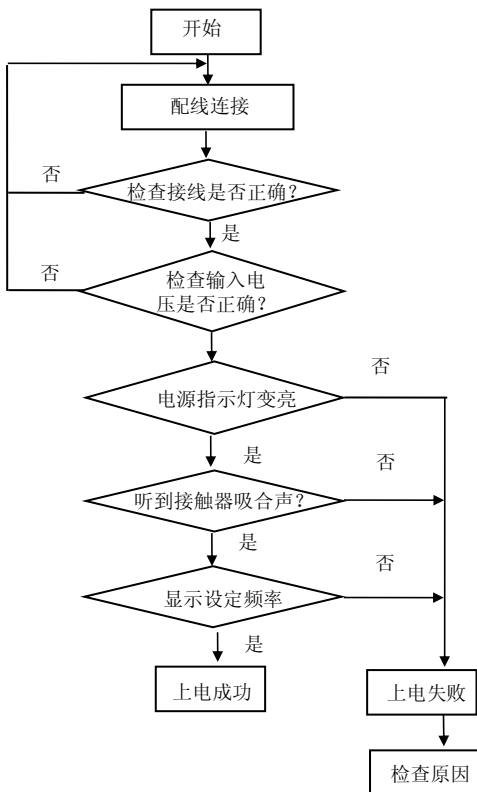 开始
配线连接
否
检查接线是否正确？
是
否
检查输入电
压是否正确？
否
电源指示灯变亮
是
否
听到接触器吸合声？
是
否
显示设定频率
是
上电成功
上电失败
检查原因